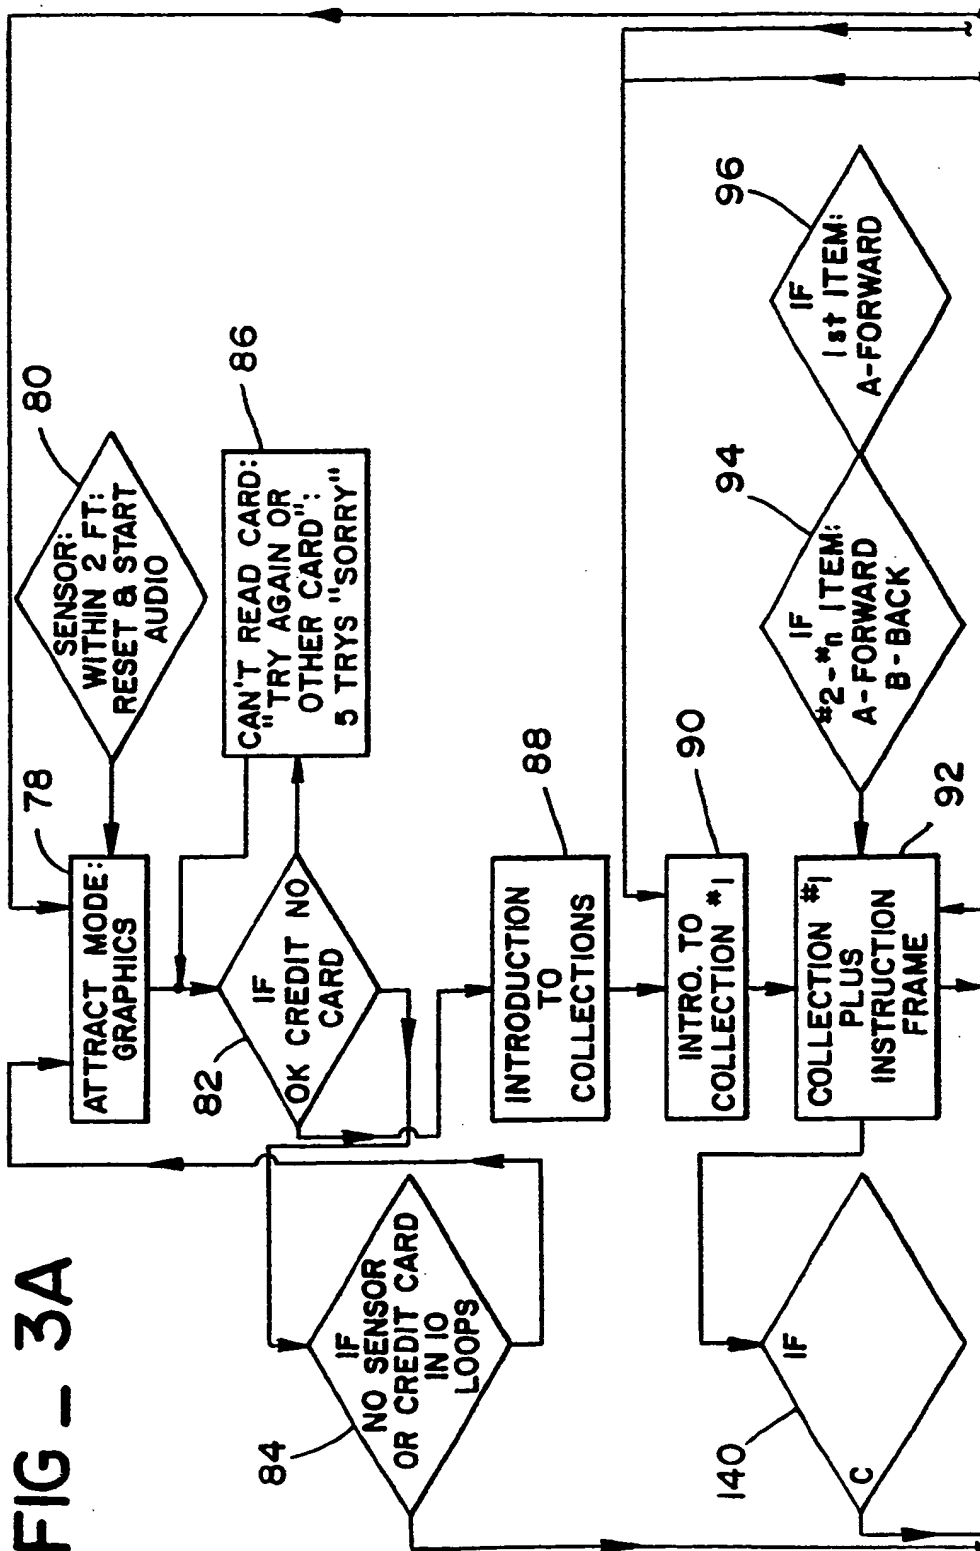 FIG - 3A
78
ATTRACT MODE:
GRAPHICS
80
SENSOR:
WITHIN 2 FT:
RESET & START
AUDIO
82
IF
OK CREDIT NO
CARD
84
IF
NO SENSOR
OR CREDIT CARD
IN 10
LOOPS
86
CAN'T READ CARD:
"TRY AGAIN OR
OTHER CARD":
5 TRYS "SORRY"
88
INTRODUCTION
TO
COLLECTIONS
90
INTRO. TO
COLLECTION #1
92
COLLECTION #1
PLUS
INSTRUCTION
FRAME
94
IF
#2-#n ITEM:
A-FORWARD
B-BACK
96
IF
1st ITEM:
A-FORWARD
140
IF
C